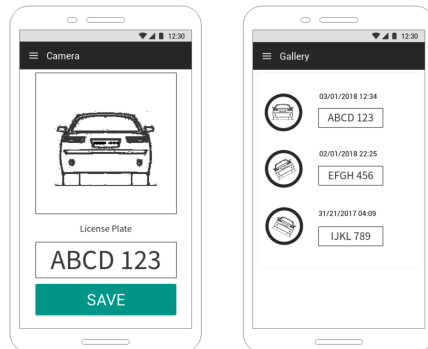 12:30
Camera
License Plate
ABCD 123
SAVE
12:30
Gallery
03/01/2018 12:34
ABCD 123
02/01/2018 22:25
EFGH 456
31/21/2017 04:09
IJKL 789